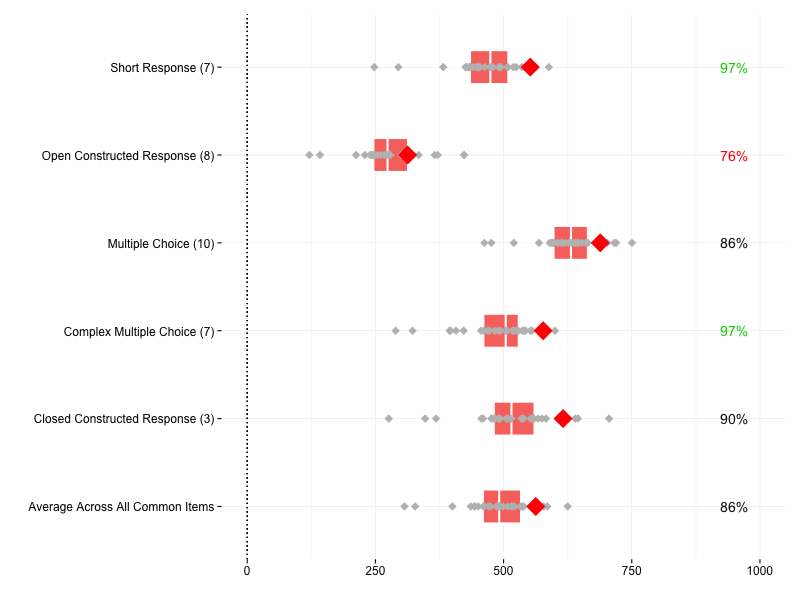 Short Response (7) 97%
Open Constructed Response (8) 76%
Multiple Choice (10) 86%
Complex Multiple Choice (7) 97%
Closed Constructed Response (3) 90%
Average Across All Common Items 86%
0 250 500 750 1000